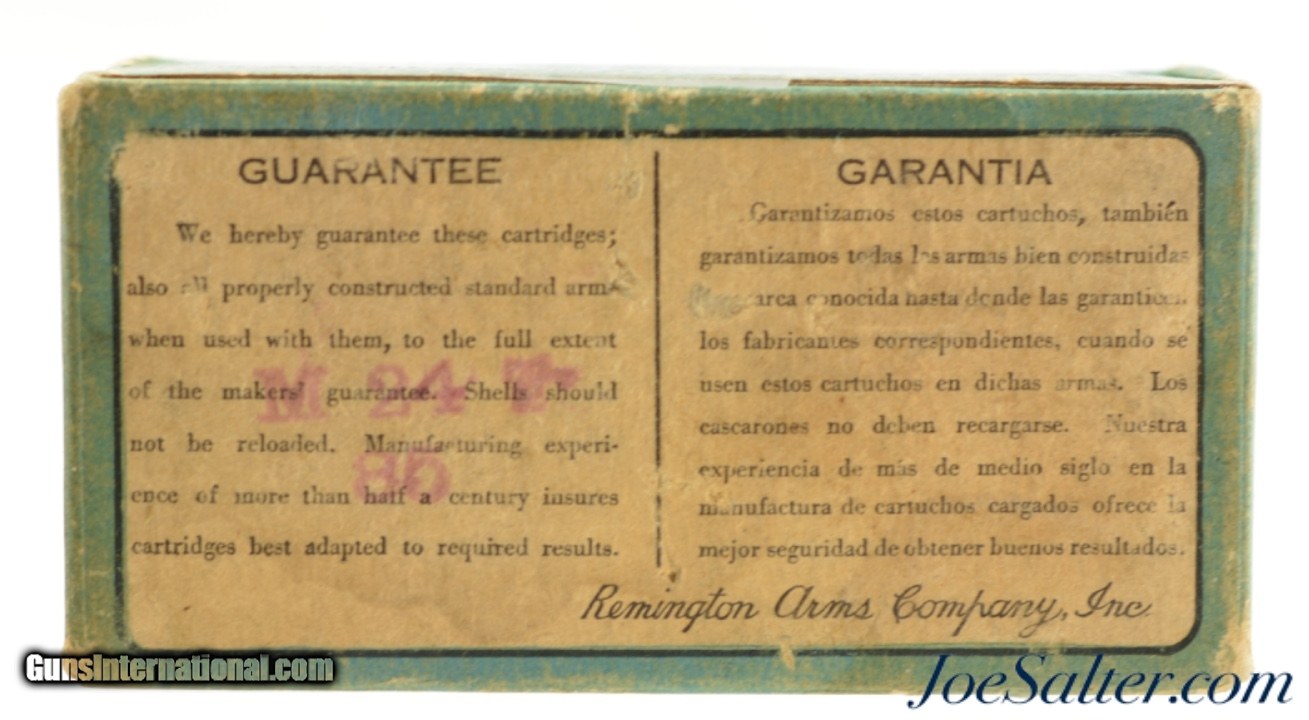 GUARANTEE
We hereby guarantee these cartridges;
also all properly constructed standard arms
when used with them, to the full extent
of the makers' guarantee. Shells should
not be reloaded. Manufacturing experi-
ence of more than half a century insures
cartridges best adapted to required results.
M 24
85
GARANTIA
Garantizamos estos cartuchos, también
garantizamos todas las armas bien construidas
arca conocida hasta donde las garanticen
los fabricantes correspondientes, cuando se
usen estos cartuchos en dichas armas. Los
cascarones no deben recargarse. Nuestra
experiencia de más de medio siglo en la
manufactura de cartuchos cargados ofrece la
mejor seguridad de obtener buenos resultados.
Remington Arms Company, Inc
GunsInternational.com
JoeSalter.com